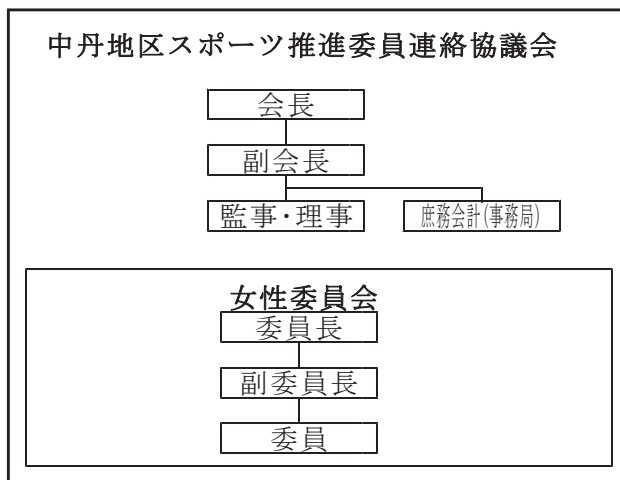 中丹地区スポーツ推進委員連絡協議会
会長
副会長
監事・理事
庶務会計(事務局)
女性委員会
委員長
副委員長
委員